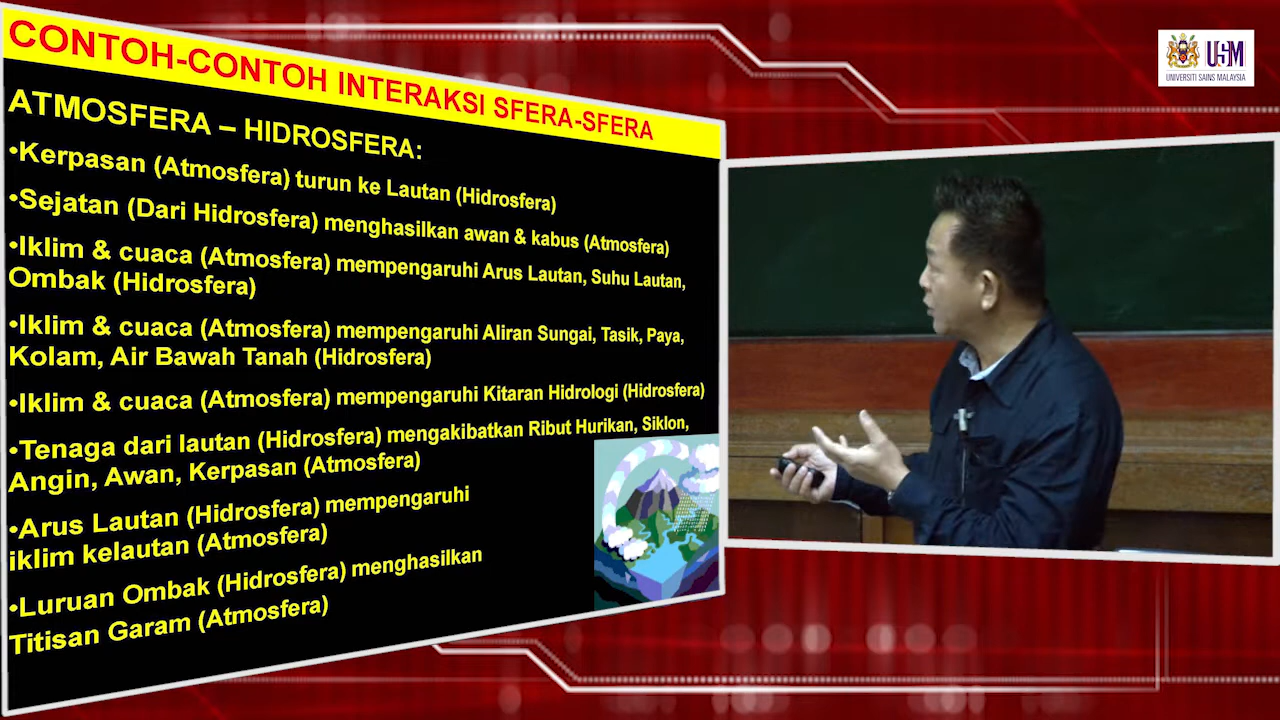 CONTOH-CONTOH INTERAKSI SFERA-SFERA
ATMOSFERA – HIDROSFERA:
•Kerpasan (Atmosfera) turun ke Lautan (Hidrosfera)
•Sejatan (Dari Hidrosfera) menghasilkan awan & kabus (Atmosfera)
•Iklim & cuaca (Atmosfera) mempengaruhi Arus Lautan, Suhu Lautan,
Ombak (Hidrosfera)
•Iklim & cuaca (Atmosfera) mempengaruhi Aliran Sungai, Tasik, Paya,
Kolam, Air Bawah Tanah (Hidrosfera)
•Iklim & cuaca (Atmosfera) mempengaruhi Kitaran Hidrologi (Hidrosfera)
•Tenaga dari lautan (Hidrosfera) mengakibatkan Ribut Hurikan, Siklon,
Angin, Awan, Kerpasan (Atmosfera)
•Arus Lautan (Hidrosfera) mempengaruhi
iklim kelautan (Atmosfera)
•Luruan Ombak (Hidrosfera) menghasilkan
Titisan Garam (Atmosfera)
USM
UNIVERSITI SAINS MALAYSIA